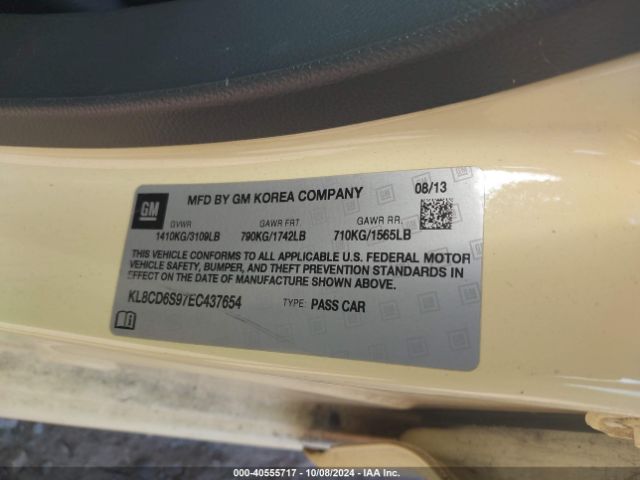 MFD BY GM KOREA COMPANY 08/13
GM
GVWR GAWR FRT. GAWR RR.
1410KG/3109LB 790KG/1742LB 710KG/1565LB
THIS VEHICLE CONFORMS TO ALL APPLICABLE U.S. FEDERAL MOTOR
VEHICLE SAFETY, BUMPER, AND THEFT PREVENTION STANDARDS IN
EFFECT ON THE DATE OF MANUFACTURE SHOWN ABOVE.
KL8CD6S97EC437654 TYPE: PASS CAR
000-40555717 - 10/08/2024 - IAA Inc.